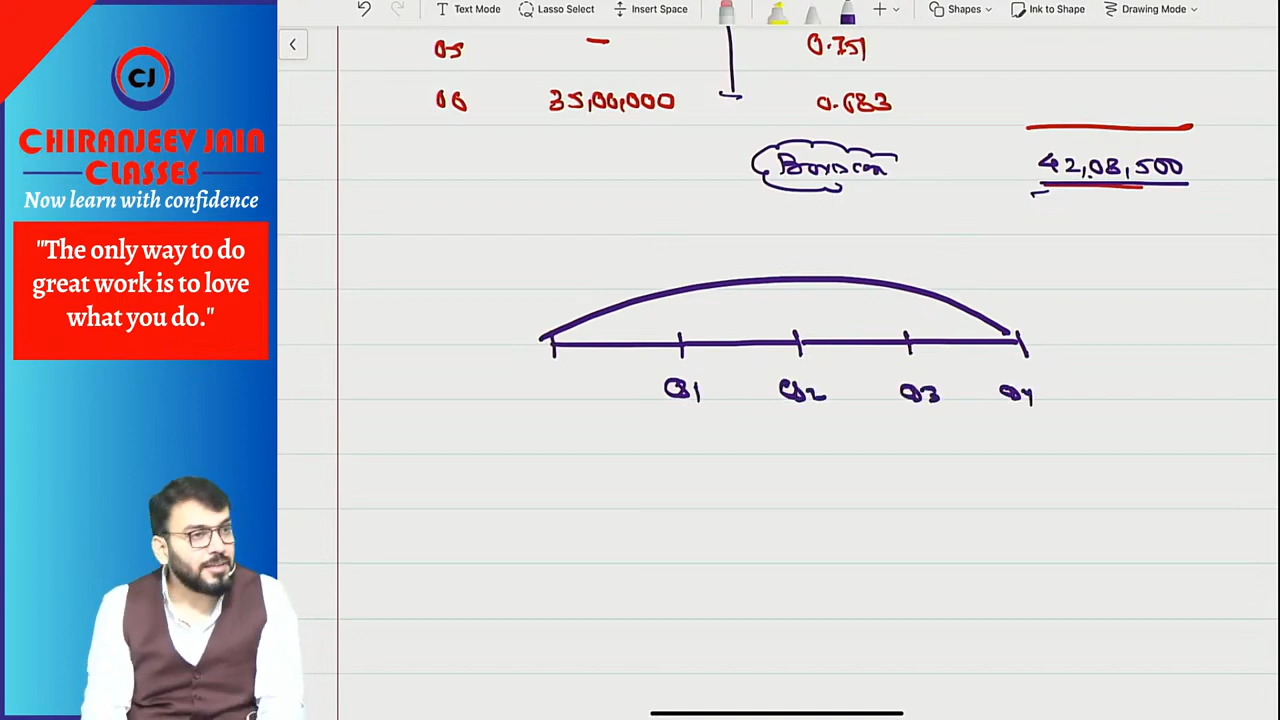 Text Mode Lasso Select Insert Space Shapes Ink to Shape Drawing Mode
05 – 0.751
06 35,00,000 0.683
Provision 42,08,500
Q1 Q2 Q3 Q4
CJ
CHIRANJEEV JAIN
CLASSES
Now learn with confidence
"The only way to do
great work is to love
what you do."